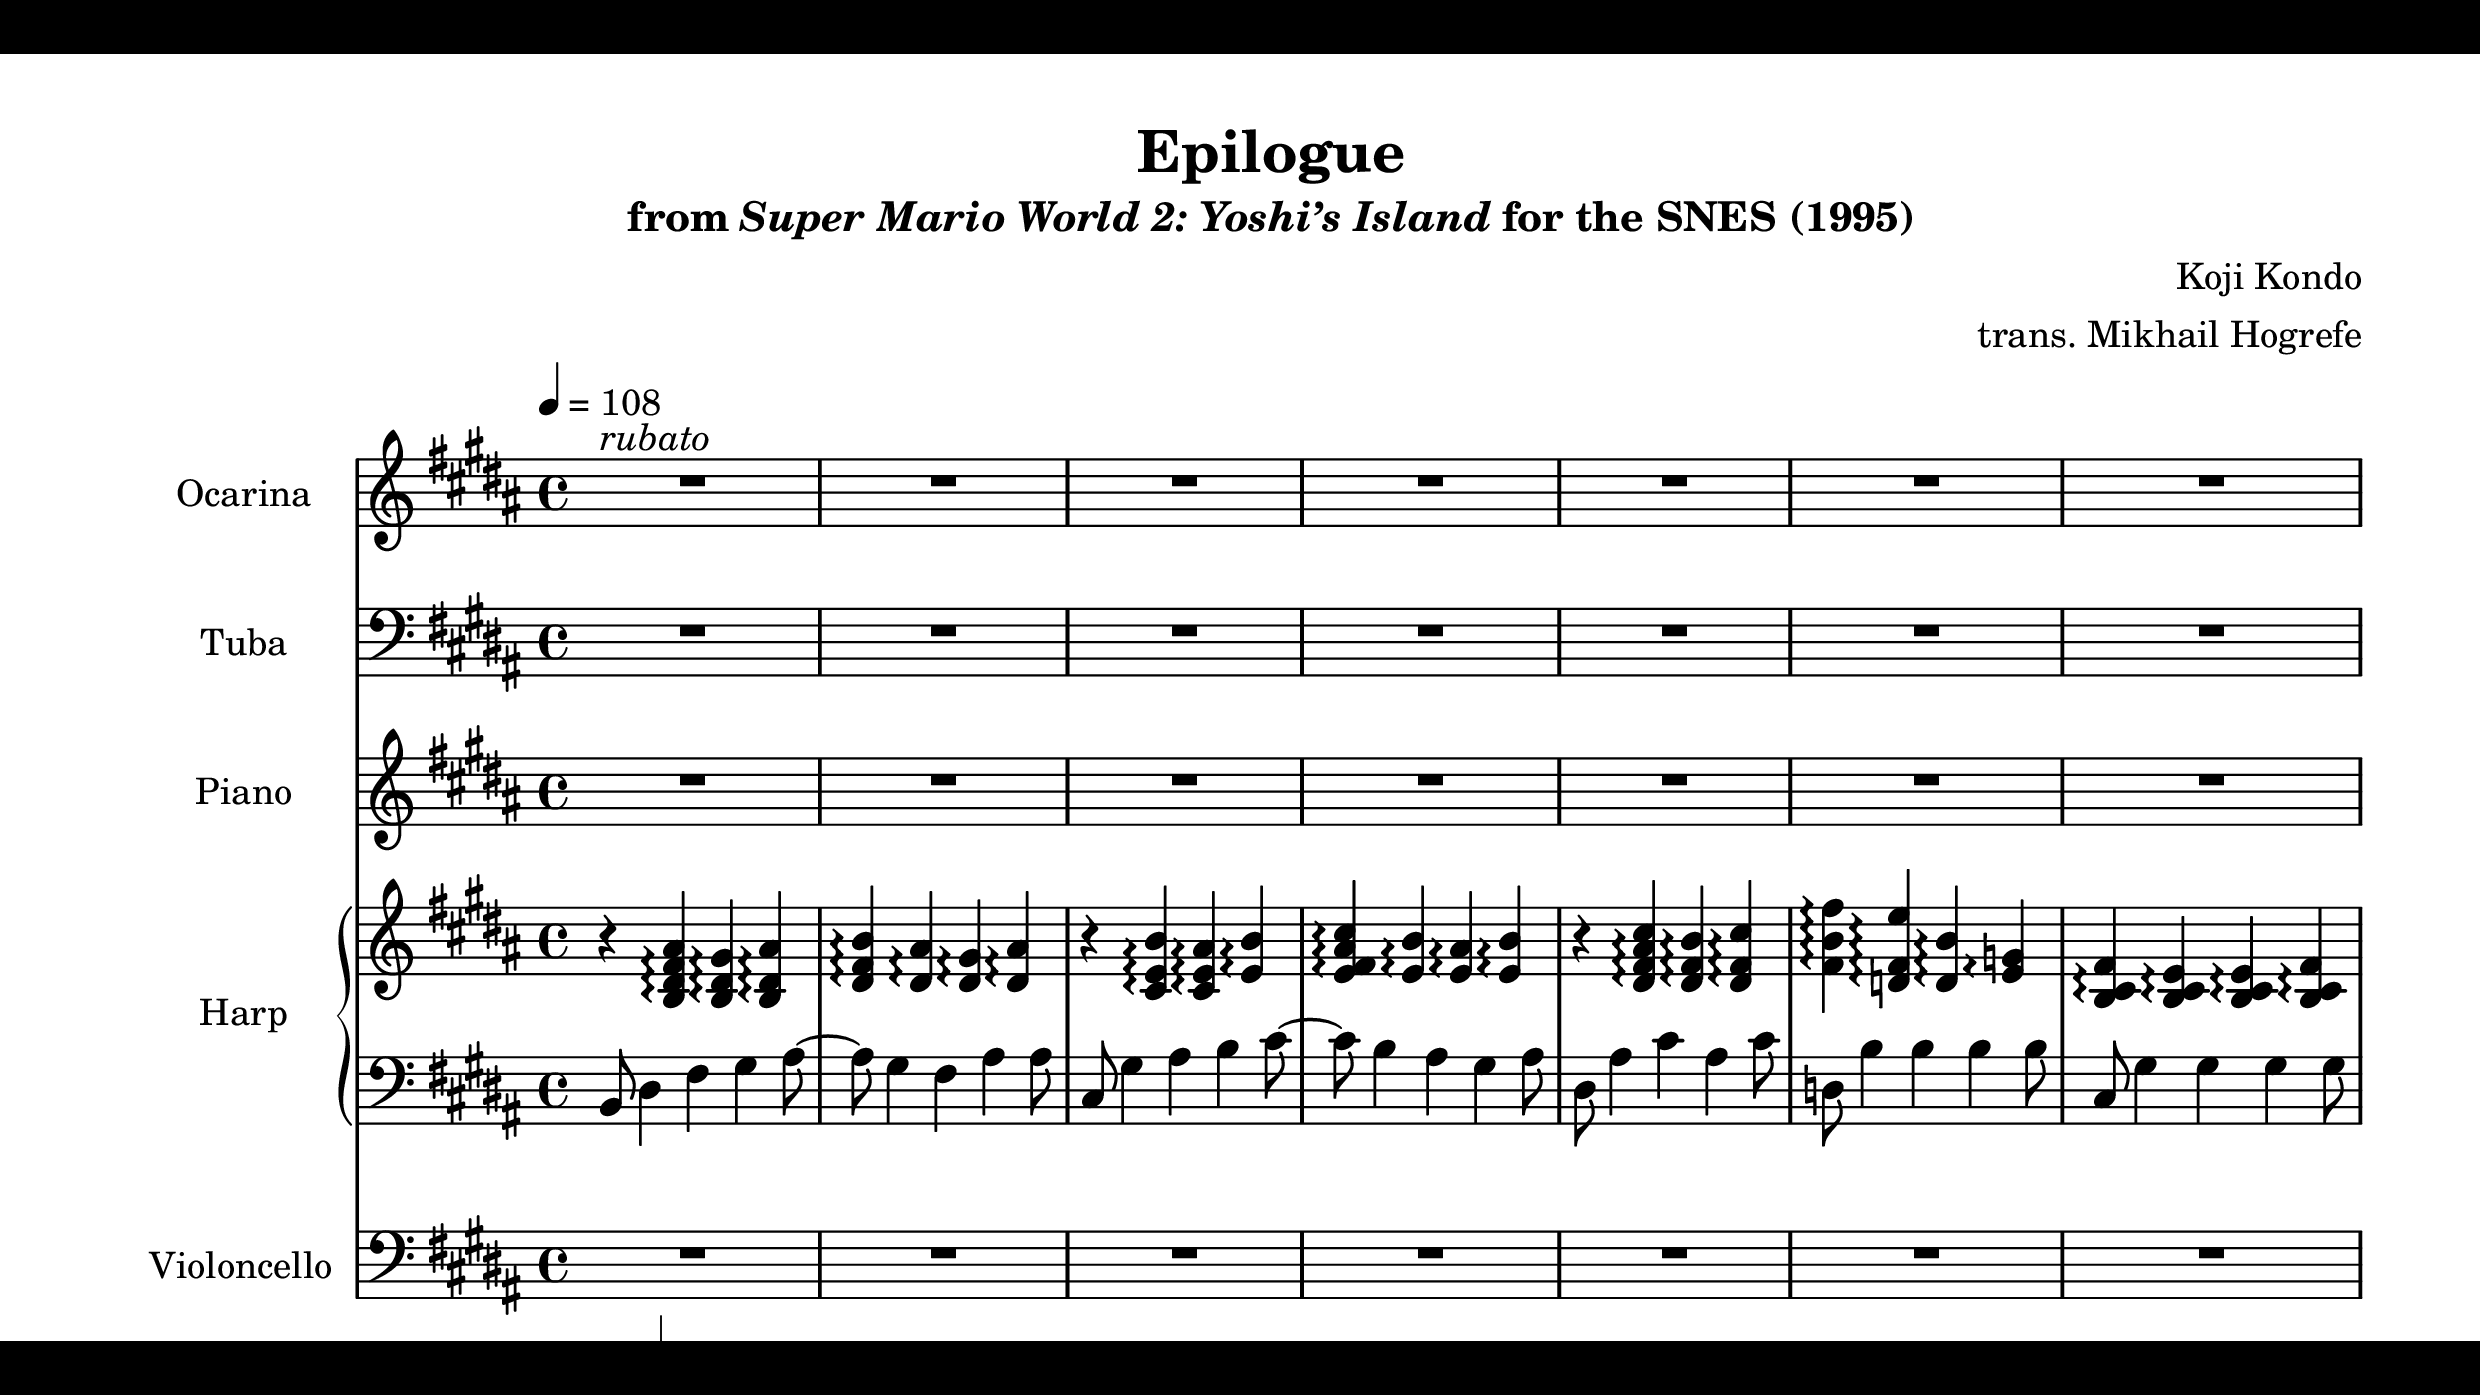 Epilogue
from Super Mario World 2: Yoshi’s Island for the SNES (1995)
Koji Kondo
trans. Mikhail Hogrefe
= 108
rubato
Ocarina
Tuba
Piano
Harp
Violoncello